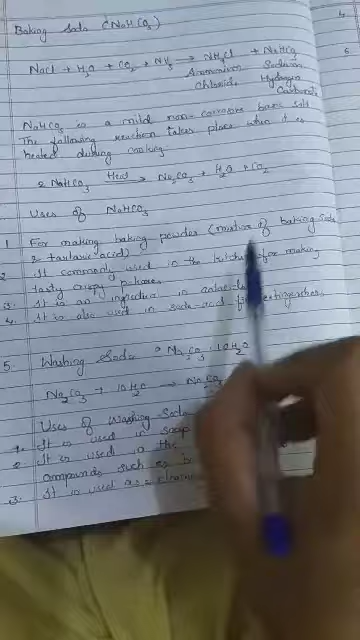 Baking Soda (NaHCO3)
NaCl + H2O + CO2 + NH3 → NH4Cl + NaHCO3
Ammonium Sodium
Chloride Hydrogen
Carbonate
NaHCO3 is a mild non-corrosive base salt
The following reaction takes place when it is
heated during cooking
2 NaHCO3 Heat→ Na2CO3 + H2O + CO2
Uses of NaHCO3
1 For making baking powder (mixture of baking soda
& tartaric acid)
2 It commonly used in the kitchen for making
tasty crispy
3. It is an ingredient in antacids
4. It is also used in soda-acid fire extinguishers
5. Washing Soda : Na2CO3 . 10H2O
Na2CO3 + 10H2O → Na2CO3
Uses of Washing Soda
1. It is used in soap
2 It is used in the
compounds such as
3. It is used as a